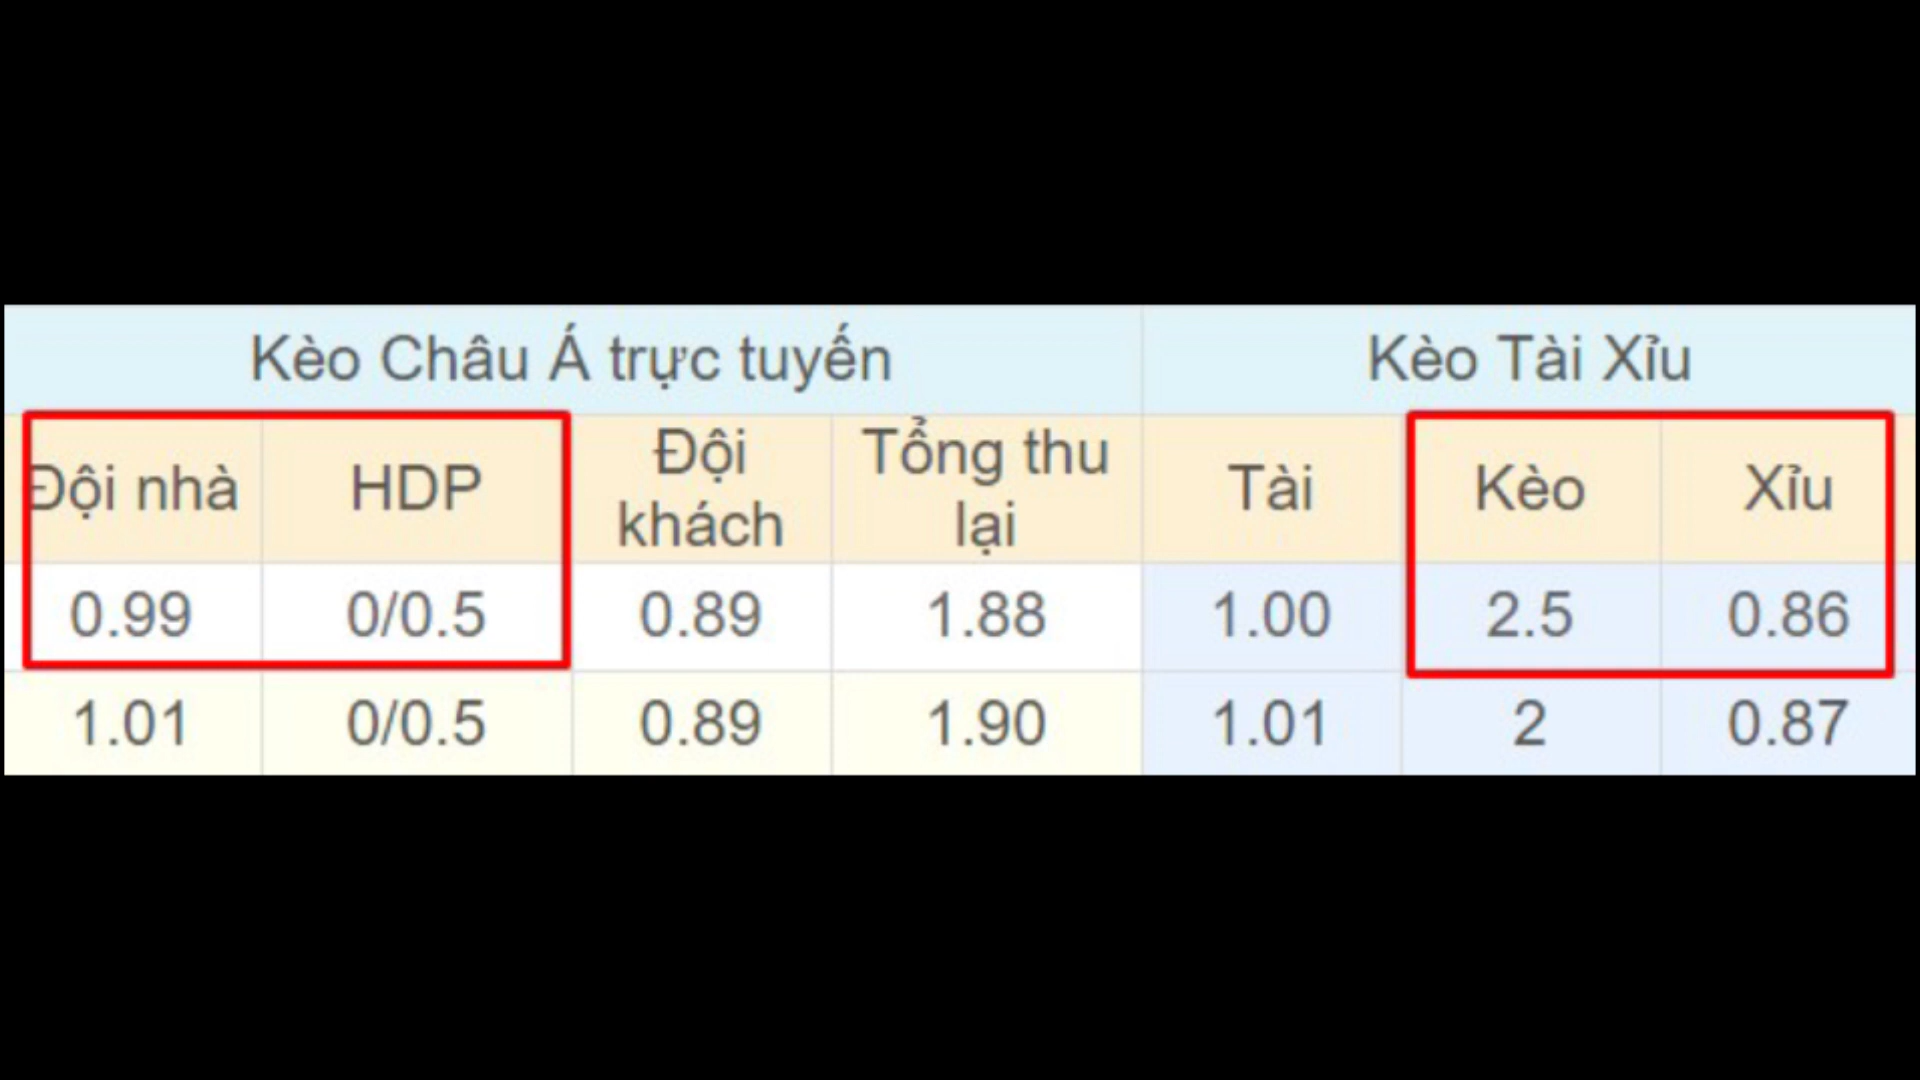 Kèo Châu Á trực tuyến Kèo Tài Xỉu
Đội nhà HDP Đội khách Tổng thu lại Tài Kèo Xỉu
0.99 0/0.5 0.89 1.88 1.00 2.5 0.86
1.01 0/0.5 0.89 1.90 1.01 2 0.87